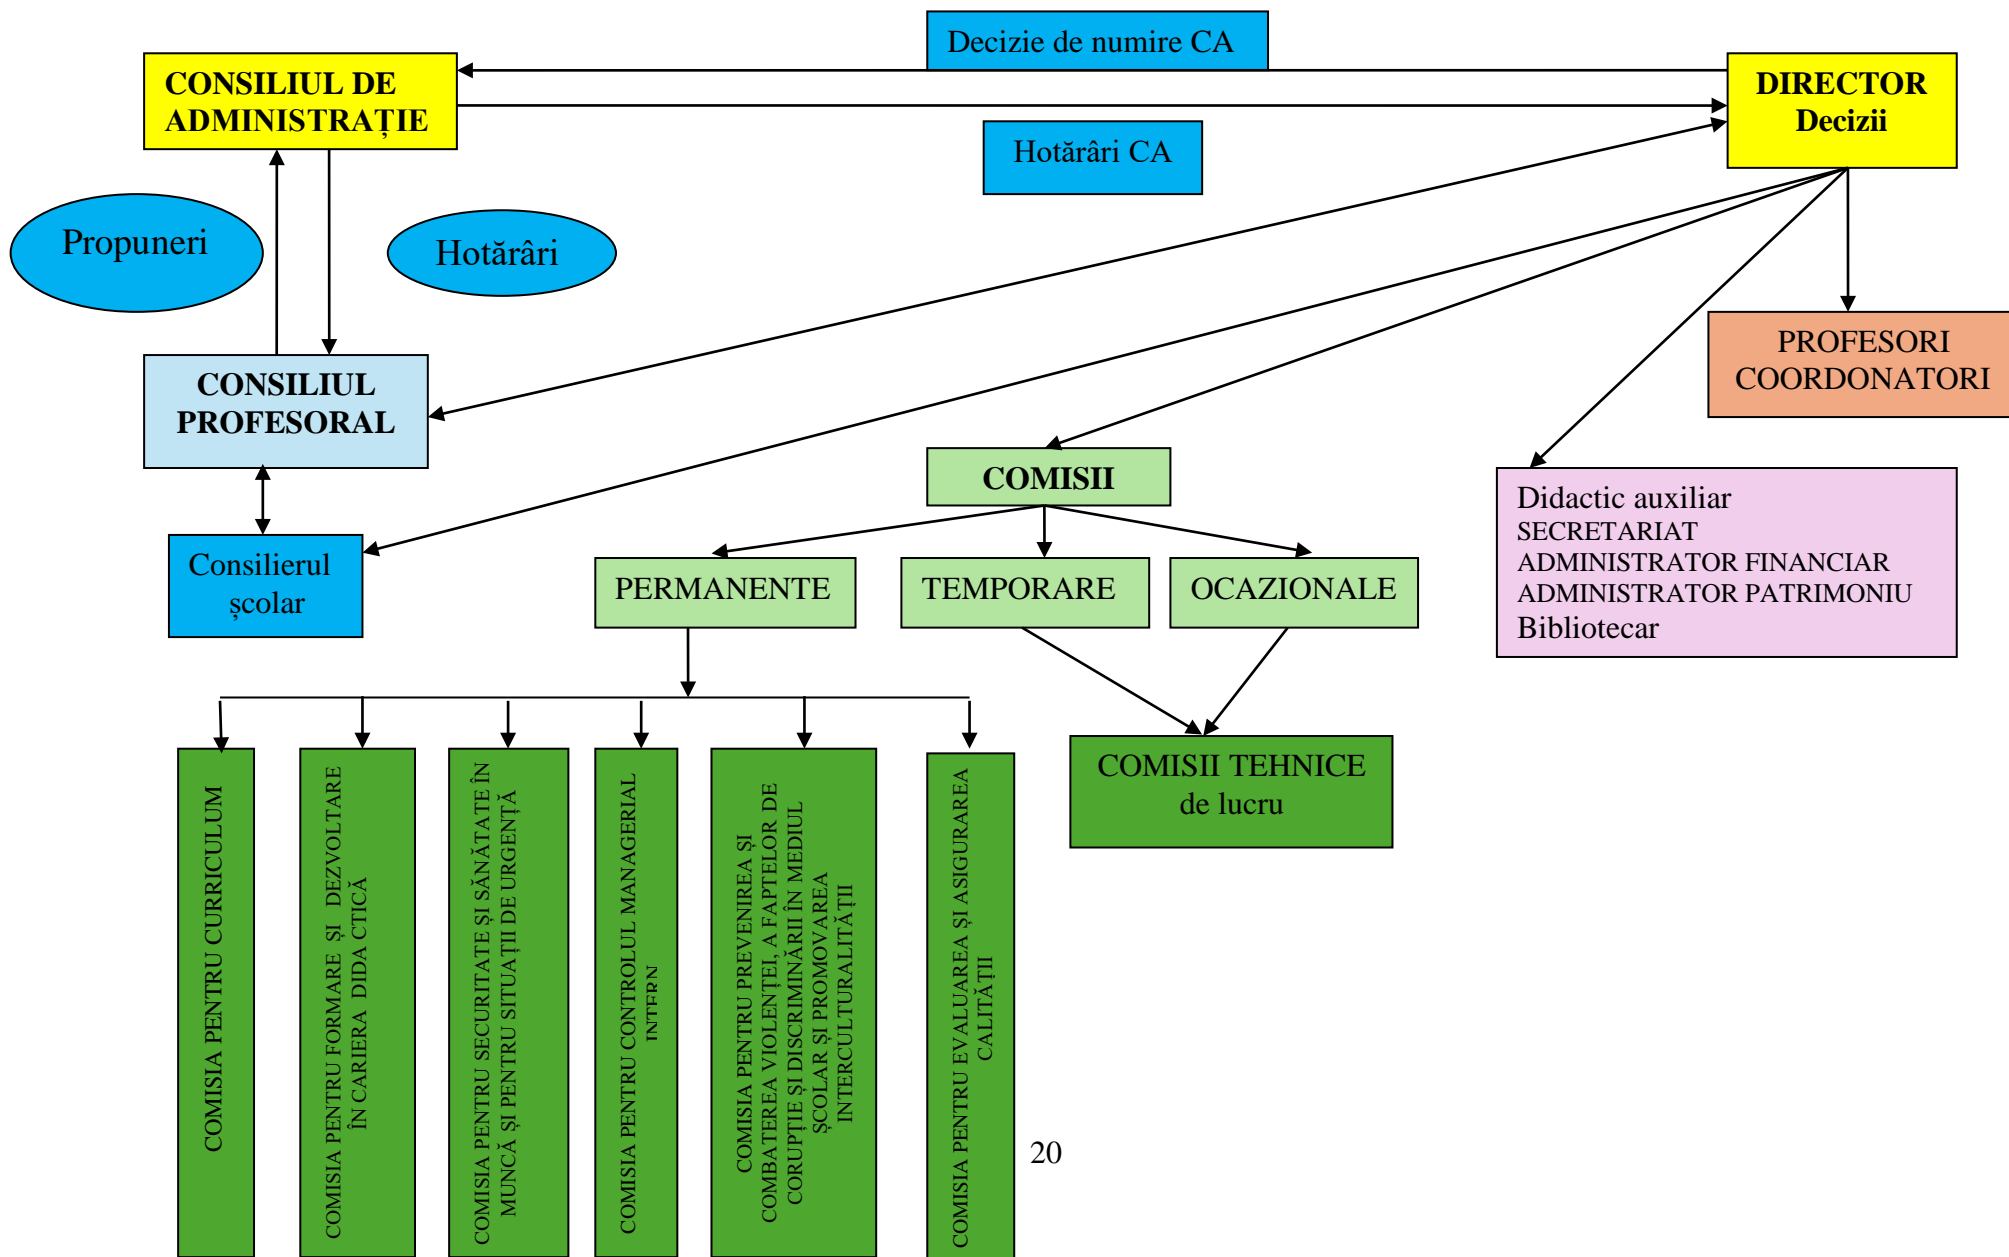 Decizie de numire CA
CONSILIUL DE
ADMINISTRAȚIE
DIRECTOR
Decizii
Hotărâri CA
Propuneri
Hotărâri
PROFESORI
COORDONATORI
CONSILIUL
PROFESORAL
COMISII
Didactic auxiliar
SECRETARIAT
ADMINISTRATOR FINANCIAR
ADMINISTRATOR PATRIMONIU
Bibliotecar
Consilierul
școlar
PERMANENTE
TEMPORARE
OCAZIONALE
COMISII TEHNICE
de lucru
COMISIA PENTRU CURRICULUM
COMISIA PENTRU FORMARE ȘI DEZVOLTARE
ÎN CARIERA DIDA CTICĂ
COMISIA PENTRU SECURITATE ȘI SĂNĂTATE ÎN
MUNCĂ ȘI PENTRU SITUAȚII DE URGENȚĂ
COMISIA PENTRU CONTROLUL MANAGERIAL
INTERN
COMISIA PENTRU PREVENIREA ȘI
COMBATEREA VIOLENȚEI, A FAPTELOR DE
CORUPȚIE ȘI DISCRIMINĂRII ÎN MEDIUL
ȘCOLAR ȘI PROMOVAREA
INTERCULTURALITĂȚII
COMISIA PENTRU EVALUAREA ȘI ASIGURAREA
CALITĂȚII
20